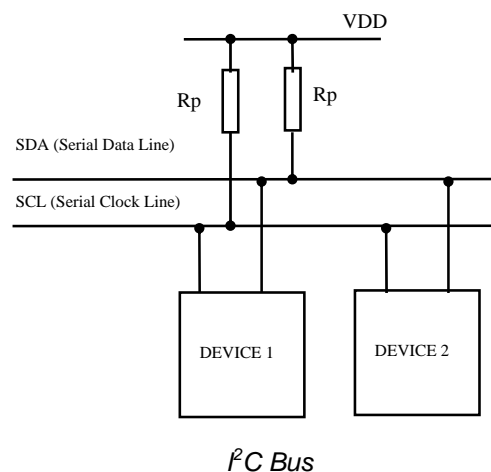 VDD
Rp
Rp
SDA (Serial Data Line)
SCL (Serial Clock Line)
DEVICE 1
DEVICE 2
I²C Bus